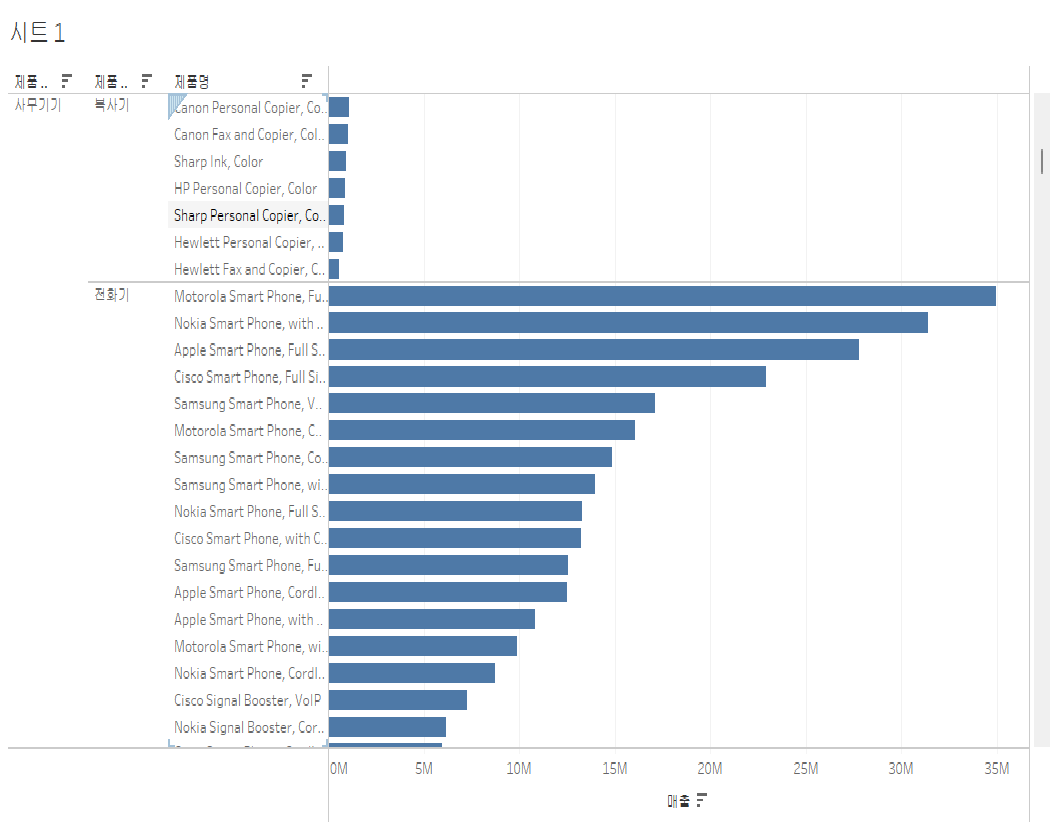 시트 1
제품 .. 제품 .. 제품명
사무기기 복사기 Canon Personal Copier, Co..
Canon Fax and Copier, Col..
Sharp Ink, Color
HP Personal Copier, Color
Sharp Personal Copier, Co..
Hewlett Personal Copier, ..
Hewlett Fax and Copier, C..
전화기 Motorola Smart Phone, Fu..
Nokia Smart Phone, with ..
Apple Smart Phone, Full S..
Cisco Smart Phone, Full Si..
Samsung Smart Phone, V..
Motorola Smart Phone, C..
Samsung Smart Phone, Co..
Samsung Smart Phone, wi..
Nokia Smart Phone, Full S..
Cisco Smart Phone, with C..
Samsung Smart Phone, Fu..
Apple Smart Phone, Cordl..
Apple Smart Phone, with ..
Motorola Smart Phone, wi..
Nokia Smart Phone, Cordl..
Cisco Signal Booster, VoIP
Nokia Signal Booster, Cor..
0M 5M 10M 15M 20M 25M 30M 35M
매출